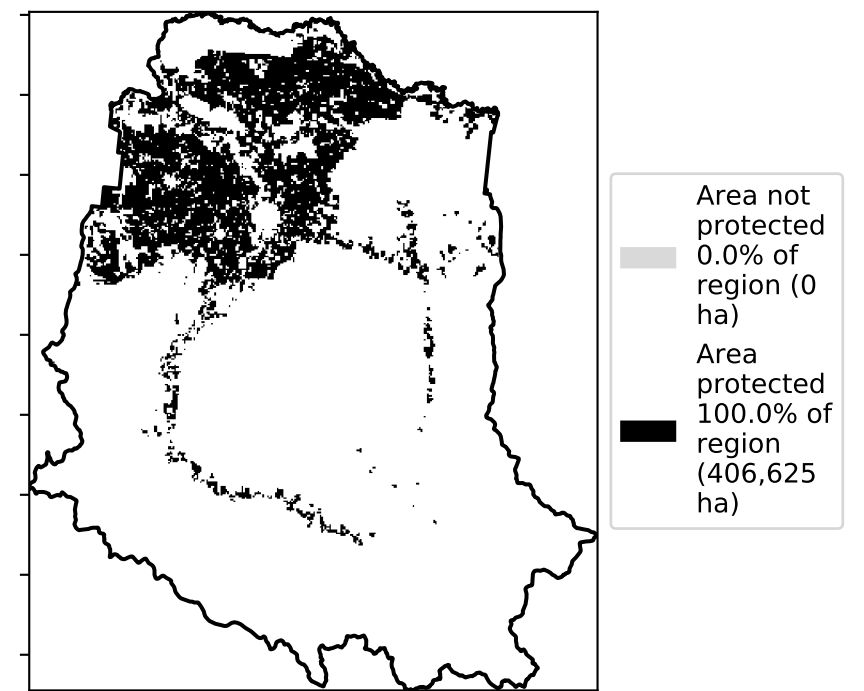 Area not
protected
0.0% of
region (0
ha)
Area
protected
100.0% of
region
(406,625
ha)